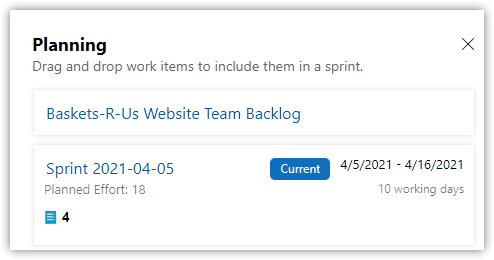 Planning
Drag and drop work items to include them in a sprint.
Baskets-R-Us Website Team Backlog
Sprint 2021-04-05 Current 4/5/2021 - 4/16/2021
Planned Effort: 18 10 working days
4